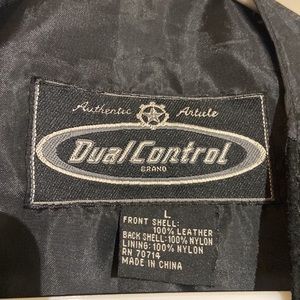 Authentic Article
DualControl
BRAND
L
FRONT SHELL:
100% LEATHER
BACK SHELL: 100% NYLON
LINING: 100% NYLON
RN 70714
MADE IN CHINA